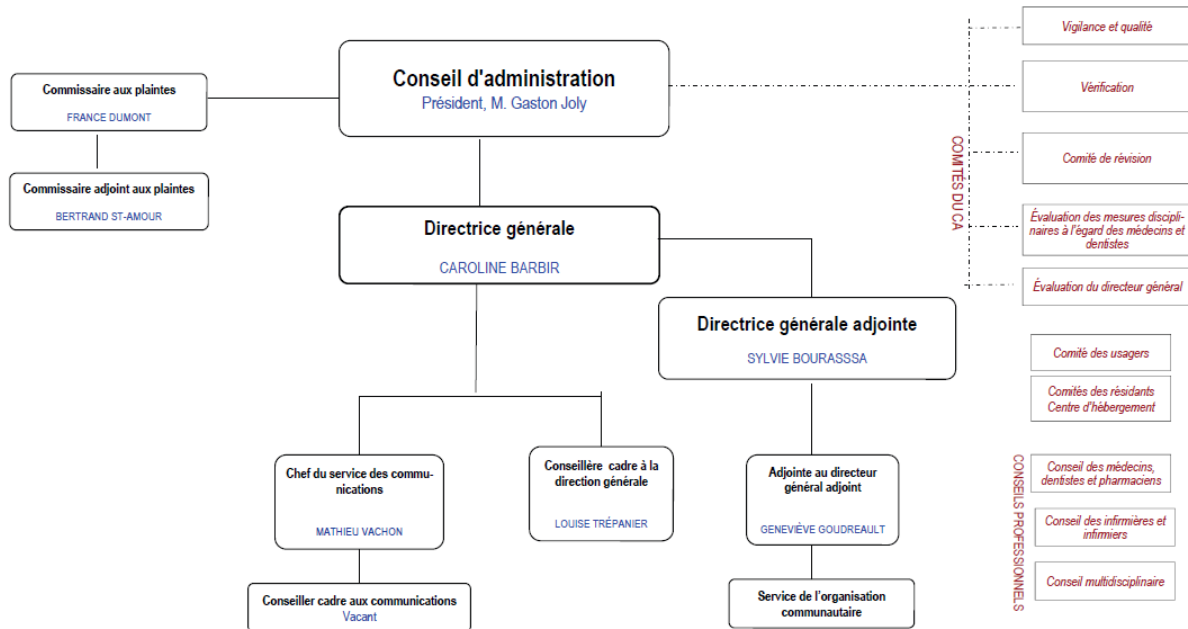 Conseil d'administration
Président, M. Gaston Joly
Commissaire aux plaintes
FRANCE DUMONT
Commissaire adjoint aux plaintes
BERTRAND ST-AMOUR
Directrice générale
CAROLINE BARBIR
Directrice générale adjointe
SYLVIE BOURASSSA
Chef du service des commu-
nications
MATHIEU VACHON
Conseillère cadre à la
direction générale
LOUISE TRÉPANIER
Adjointe au directeur
général adjoint
GENEVIÈVE GOUDREAULT
Conseiller cadre aux communications
Vacant
Service de l'organisation
communautaire
COMITÉS DU CA
Vigilance et qualité
Vérification
Comité de révision
Évaluation des mesures discipli-
naires à l'égard des médecins et
dentistes
Évaluation du directeur général
Comité des usagers
Comités des résidants
Centre d'hébergement
CONSEILS PROFESSIONNELS
Conseil des médecins,
dentistes et pharmaciens
Conseil des infirmières et
infirmiers
Conseil multidisciplinaire